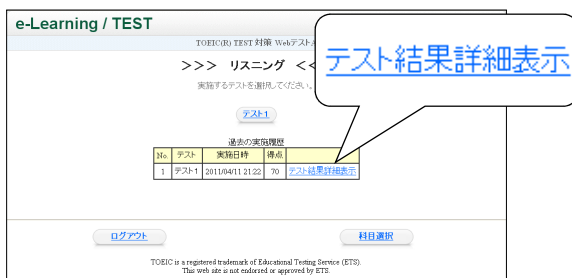 e-Learning / TEST
TOEIC(R) TEST 対策 Webテスト
>>> リスニング <<
実施するテストを選択してください。
テスト1
過去の実施履歴
No. テスト 実施日時 得点
1 テスト1 2011/04/11 21:22 70 テスト結果詳細表示
テスト結果詳細表示
ログアウト 科目選択
TOEIC is a registered trademark of Educational Testing Service (ETS).
This web site is not endorsed or approved by ETS.